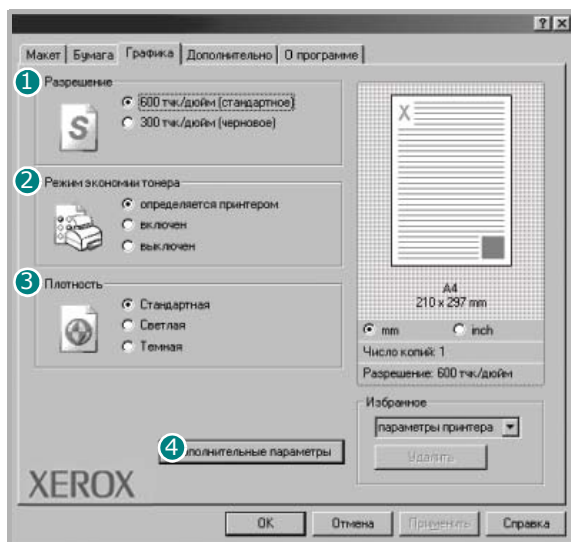 ? X
Макет Бумага Графика Дополнительно О программе
1 Разрешение
S
600 тчк./дюйм (стандартное)
300 тчк./дюйм (черновое)
2 Режим экономии тонера
определяется принтером
включен
выключен
3 Плотность
Стандартная
Светлая
Темная
4 полнительные параметры
XEROX
X
A4
210 x 297 mm
mm inch
Число копий: 1
Разрешение: 600 тчк./дюйм
Избранное
параметры принтера
Удалить
OK Отмена Применить Справка